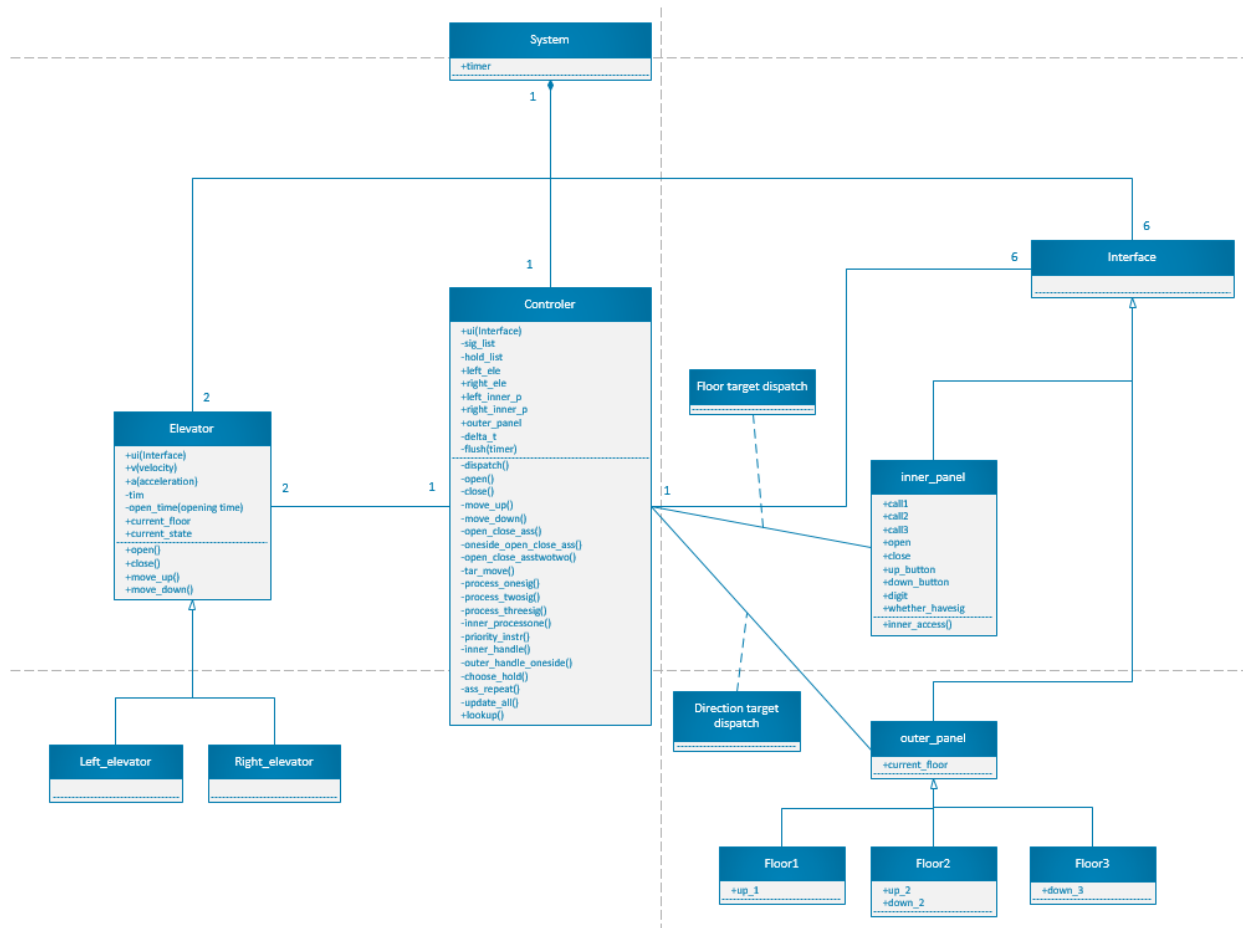 System
+timer
1
6
6
1
Interface
Controler
+ui(Interface)
-sig_list
-hold_list
+left_ele
+right_ele
+left_inner_p
+right_inner_p
+outer_panel
-delta_t
-flush(timer)
-dispatch()
-open()
-close()
-move_up()
-move_down()
-open_close_ass()
-oneside_open_close_ass()
-open_close_asstwotwo()
-tar_move()
-process_onesig()
-process_twosig()
-process_threesig()
-inner_processone()
-priority_instr()
-inner_handle()
-outer_handle_oneside()
-choose_hold()
-ass_repeat()
-update_all()
+lookup()
Floor target dispatch
2
Elevator
+ui(Interface)
+v(velocity)
+a(acceleration)
-tim
-open_time(opening time)
+current_floor
+current_state
+open()
+close()
+move_up()
+move_down()
2
1
1
inner_panel
+call1
+call2
+call3
+open
+close
+up_button
+down_button
+digit
+whether_havesig
+inner_access()
Direction target
dispatch
outer_panel
+current_floor
Left_elevator
Right_elevator
Floor1
+up_1
Floor2
+up_2
+down_2
Floor3
+down_3